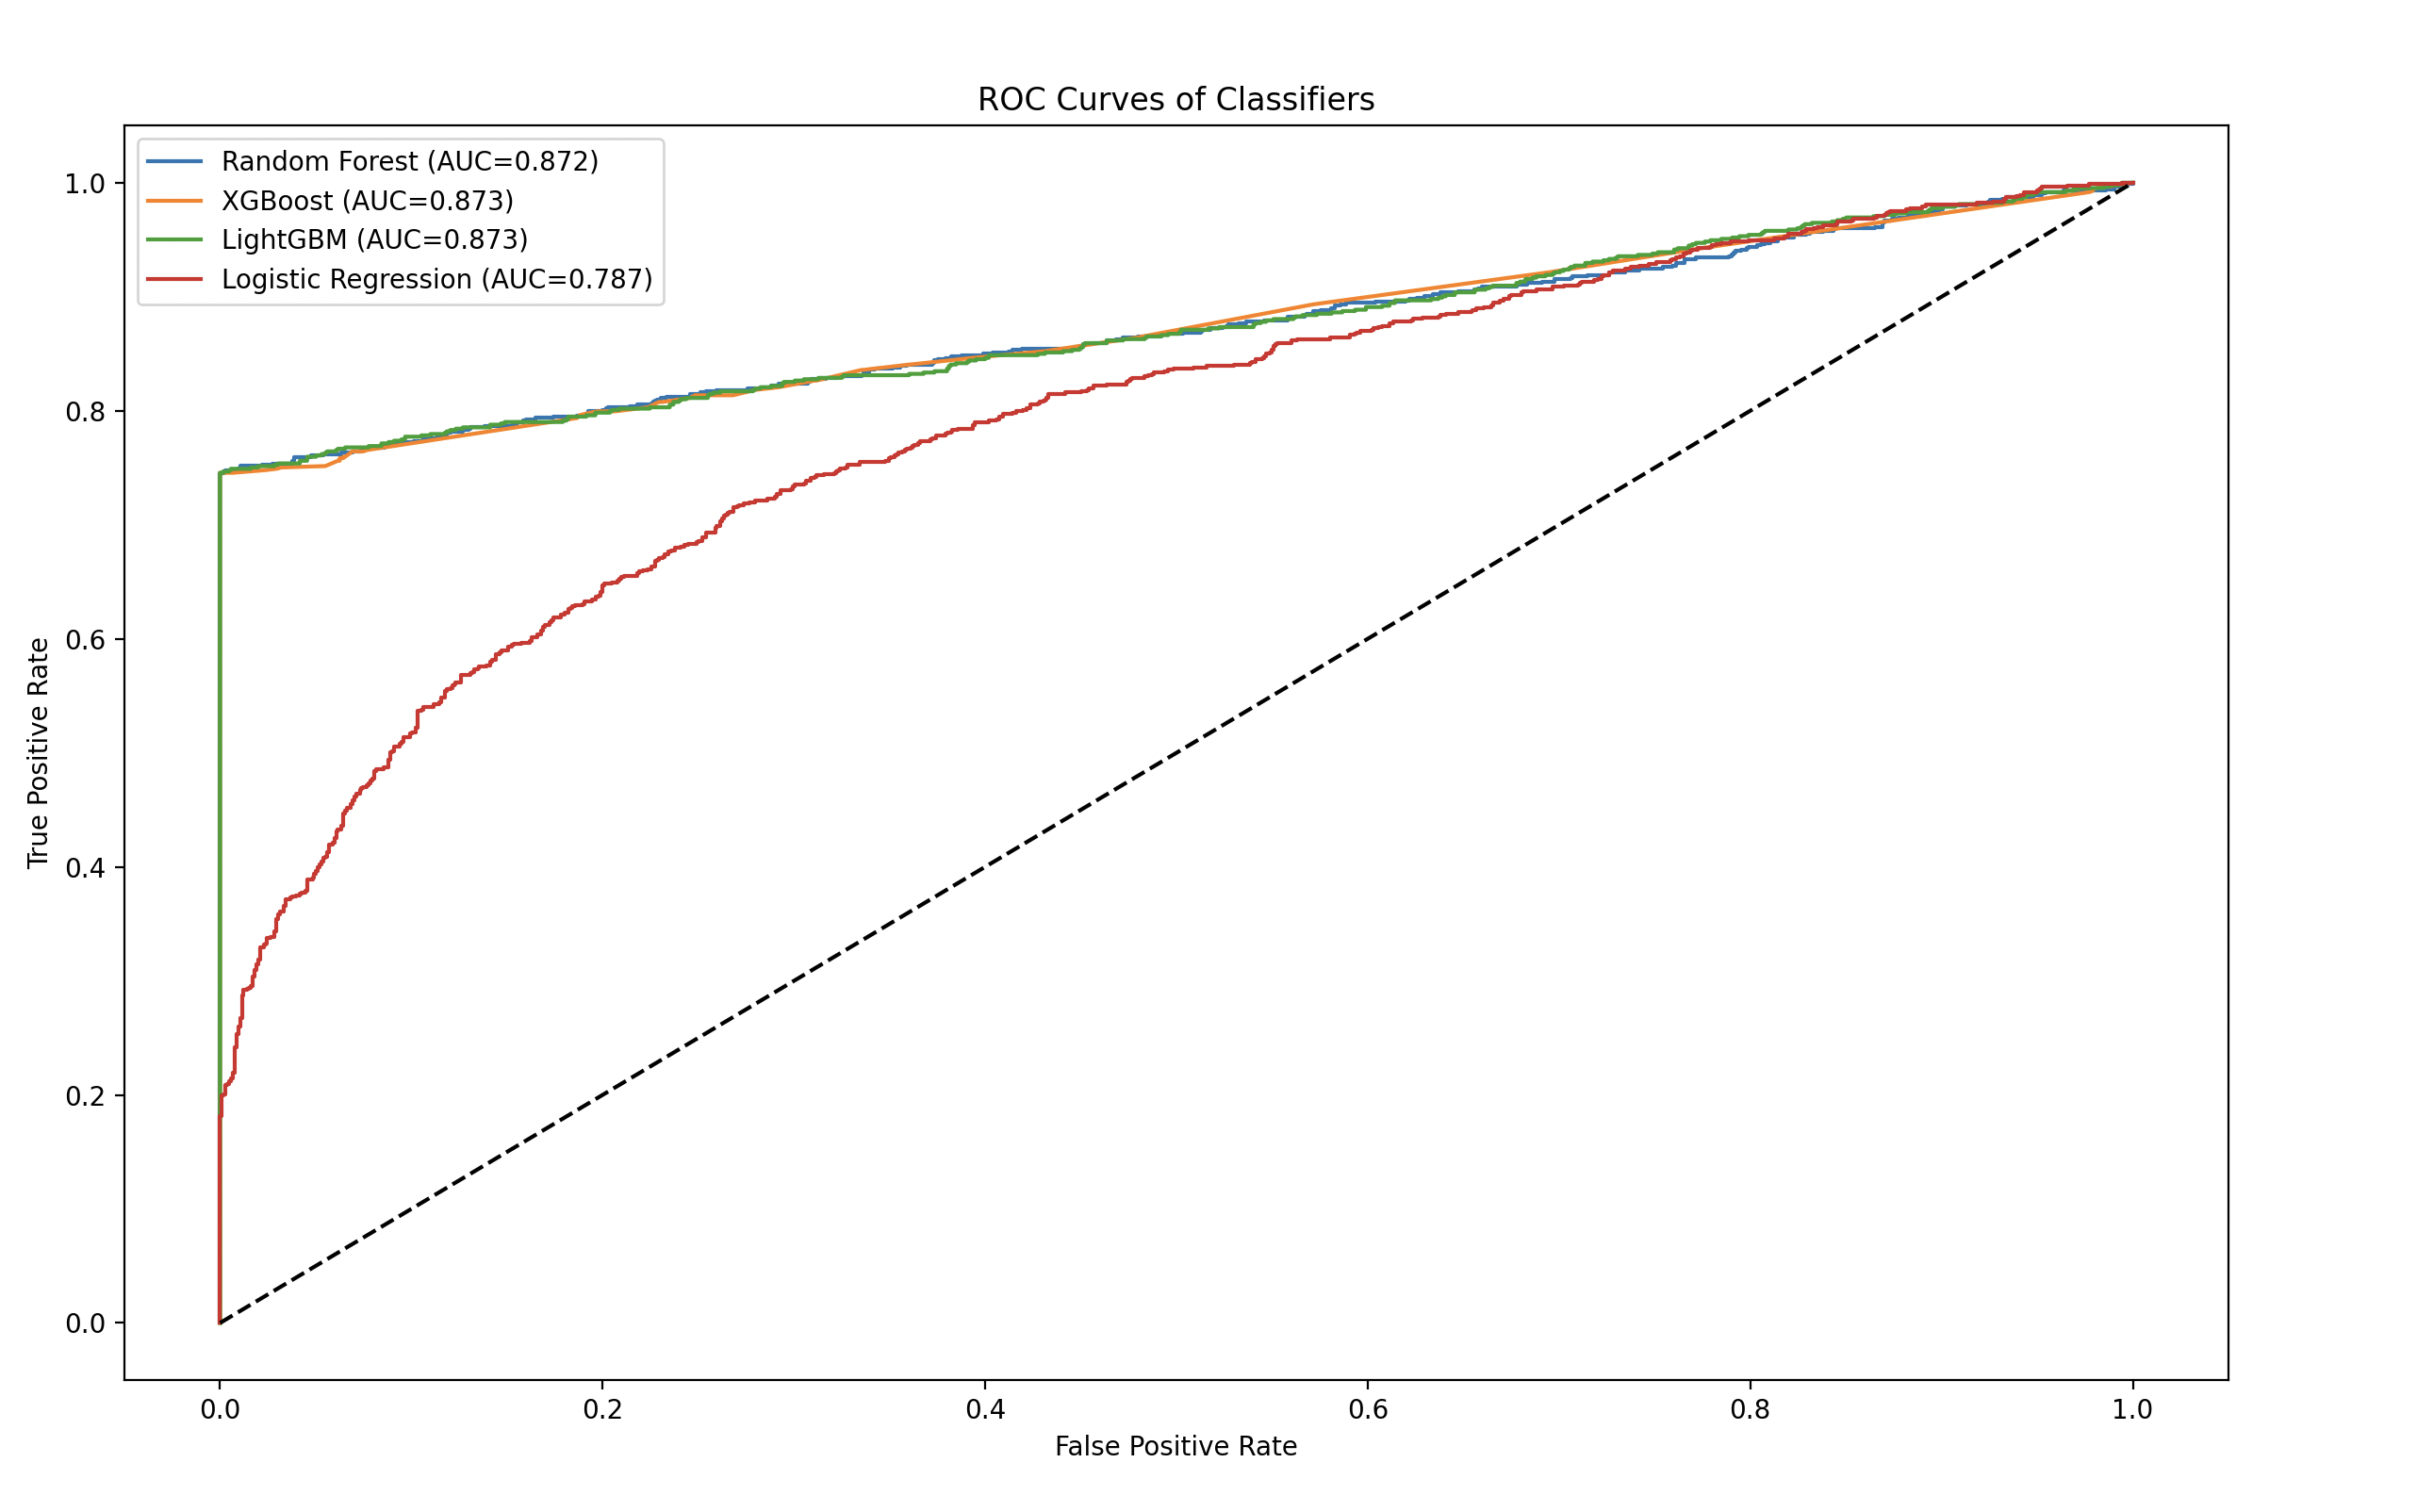 ROC Curves of Classifiers
Random Forest (AUC=0.872)
XGBoost (AUC=0.873)
LightGBM (AUC=0.873)
Logistic Regression (AUC=0.787)
True Positive Rate
1.0
0.8
0.6
0.4
0.2
0.0
0.0 0.2 0.4 0.6 0.8 1.0
False Positive Rate